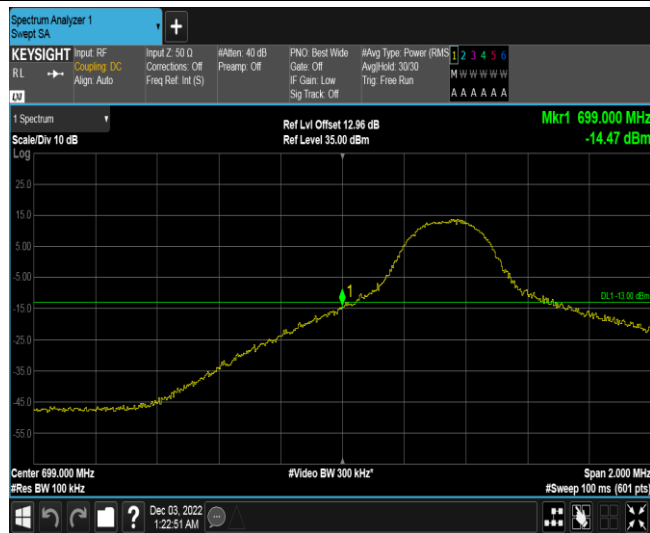 Spectrum Analyzer 1
Swept SA
+
KEYSIGHT
RL
LXI
Input: RF
Coupling: DC
Align: Auto
Input Z: 50 Ω
Corrections: Off
Freq Ref: Int (S)
#Atten: 40 dB
Preamp: Off
PNO: Best Wide
Gate: Off
IF Gain: Low
Sig Track: Off
#Avg Type: Power (RMS
Avg|Hold: 30/30
Trig: Free Run
1 2 3 4 5 6
M W W W W W
A A A A A A
1 Spectrum
Scale/Div 10 dB
Log
Ref Lvl Offset 12.96 dB
Ref Level 35.00 dBm
Mkr1 699.000 MHz
-14.47 dBm
25.0
15.0
5.00
-5.00
-15.0
-25.0
-35.0
-45.0
-55.0
1
DL1 -13.00 dBm
Center 699.000 MHz
#Res BW 100 kHz
#Video BW 300 kHz*
Span 2.000 MHz
#Sweep 100 ms (601 pts)
?
Dec 03, 2022
1:22:51 AM